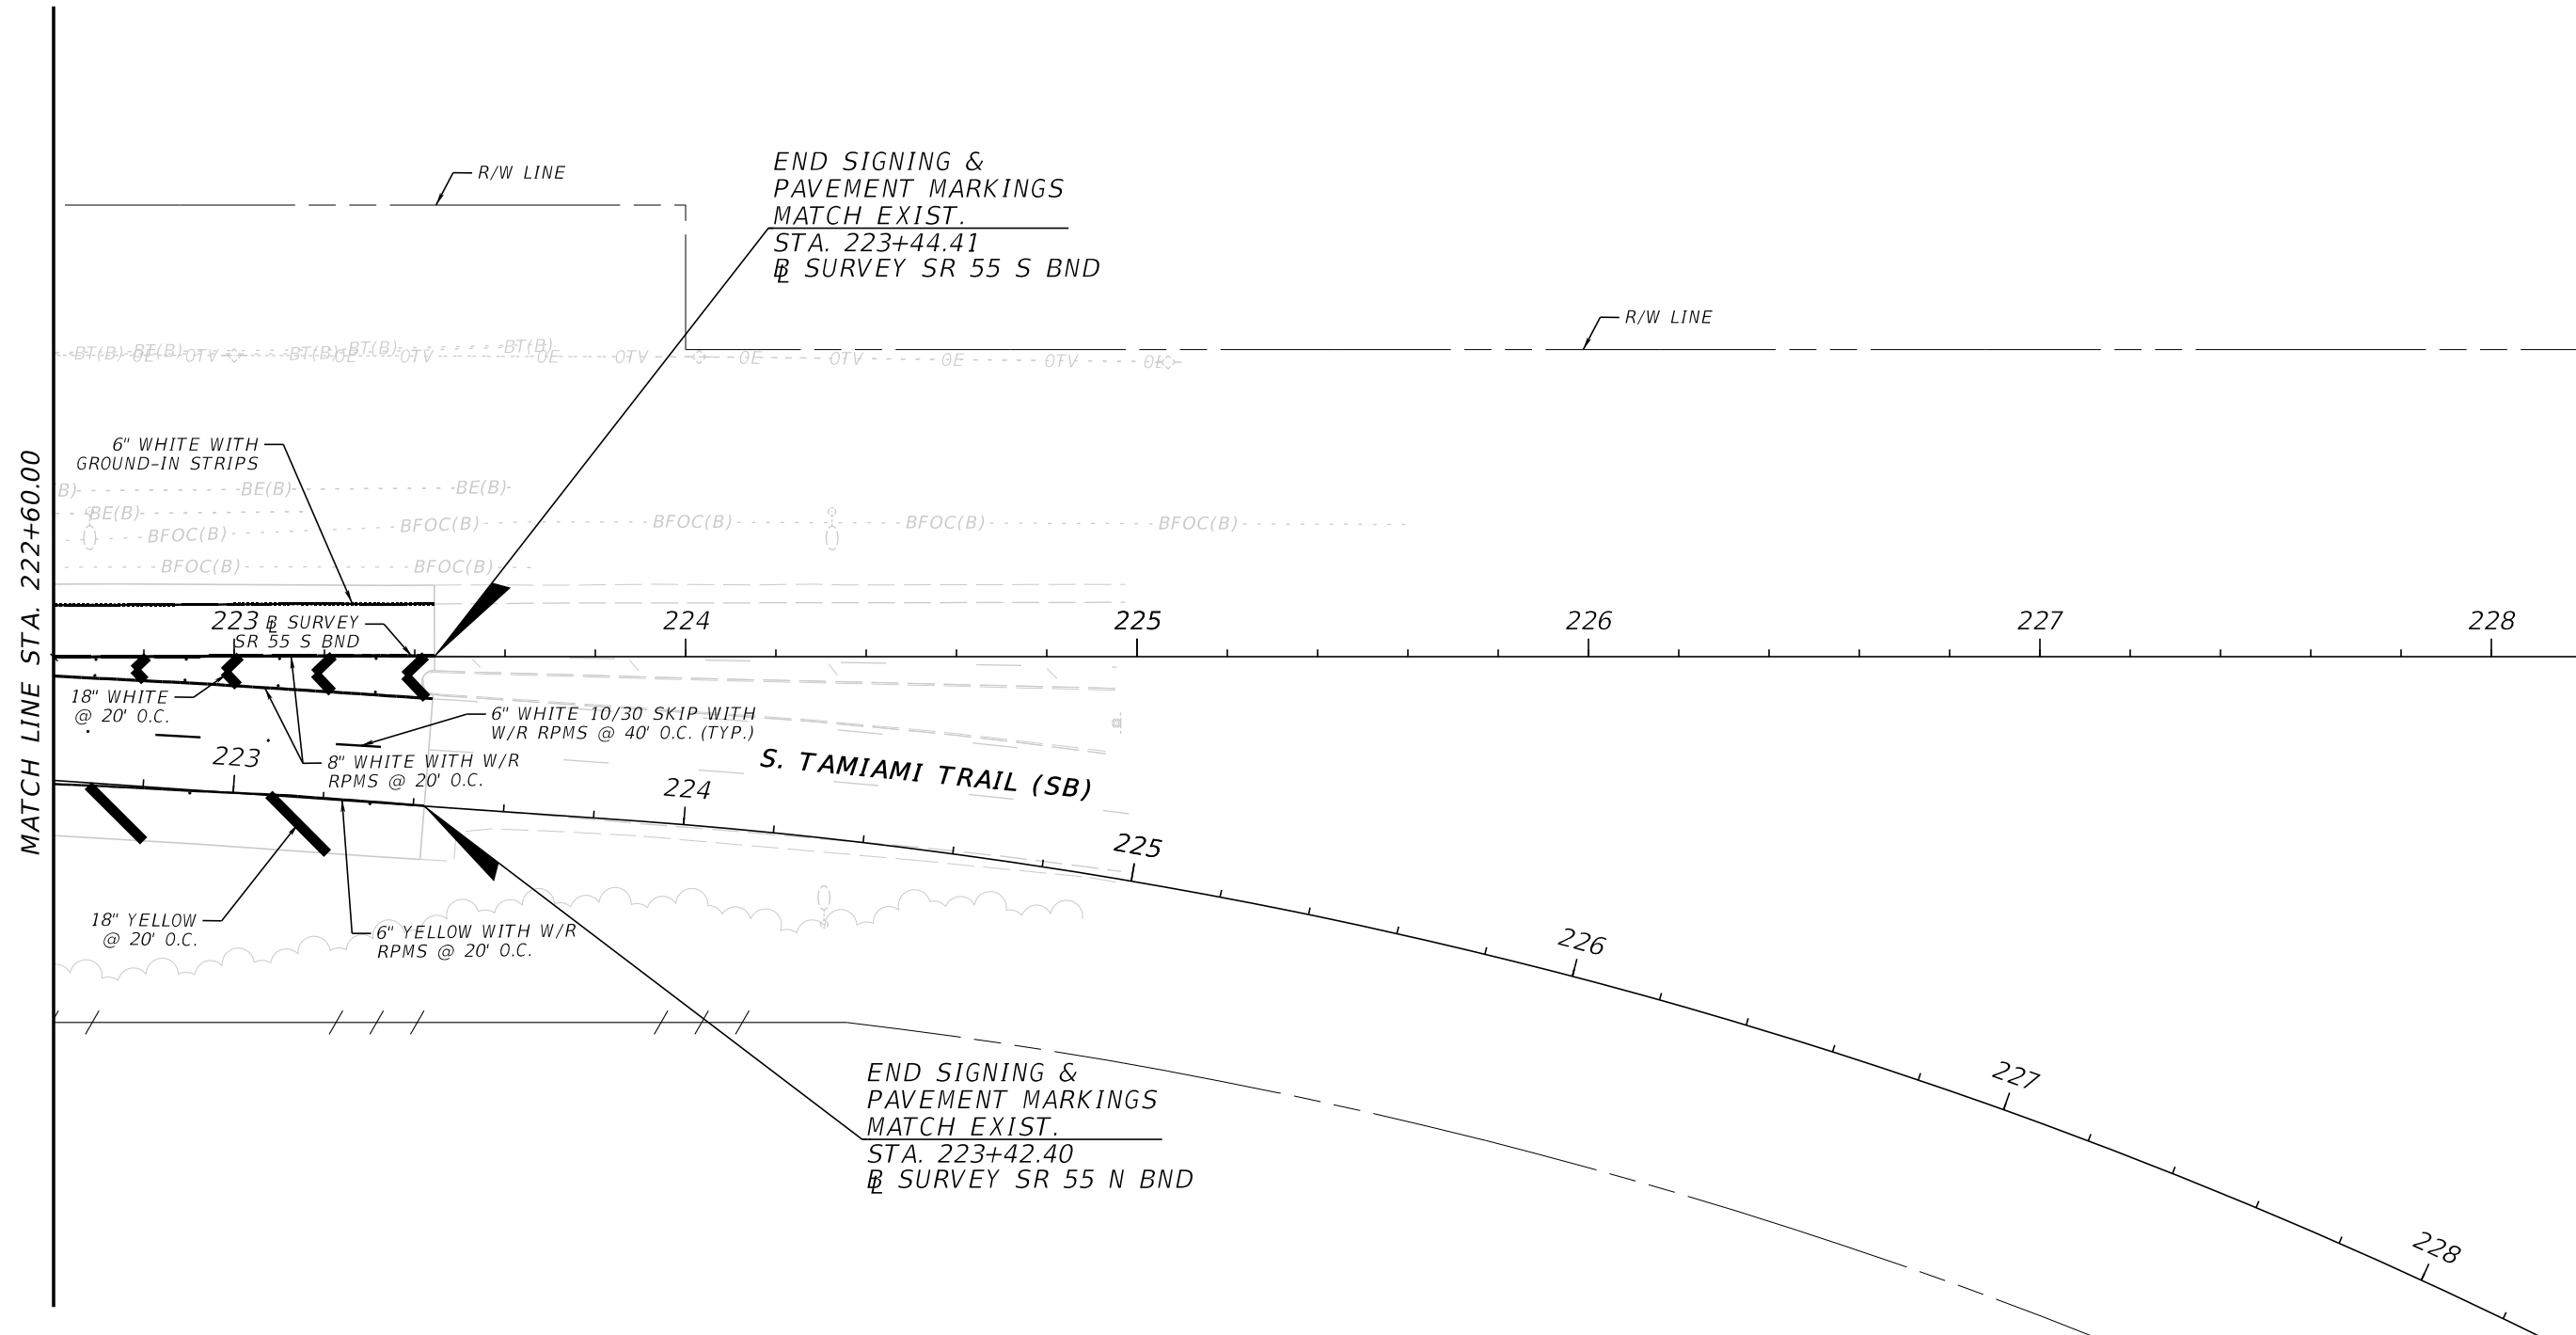 R/W LINE
END SIGNING &
PAVEMENT MARKINGS
MATCH EXIST.
STA. 223+44.41
BL SURVEY SR 55 S BND
R/W LINE
BT(B) BT(B) OE OTV BT(B) OE BT(B) OTV BT(B) OE OTV OE OTV OE OTV
6" WHITE WITH
GROUND-IN STRIPS
B) BE(B) BE(B)
BE(B)
BFOC(B) BFOC(B) BFOC(B) BFOC(B) BFOC(B)
BFOC(B) BFOC(B)
MATCH LINE STA. 222+60.00
223 224 225 226 227 228
BL SURVEY
SR 55 S BND
18" WHITE
@ 20' O.C.
6" WHITE 10/30 SKIP WITH
W/R RPMS @ 40' O.C. (TYP.)
8" WHITE WITH W/R
RPMS @ 20' O.C.
S. TAMIAMI TRAIL (SB)
223 224 225 226 227 228
18" YELLOW
@ 20' O.C.
6" YELLOW WITH W/R
RPMS @ 20' O.C.
END SIGNING &
PAVEMENT MARKINGS
MATCH EXIST.
STA. 223+42.40
BL SURVEY SR 55 N BND